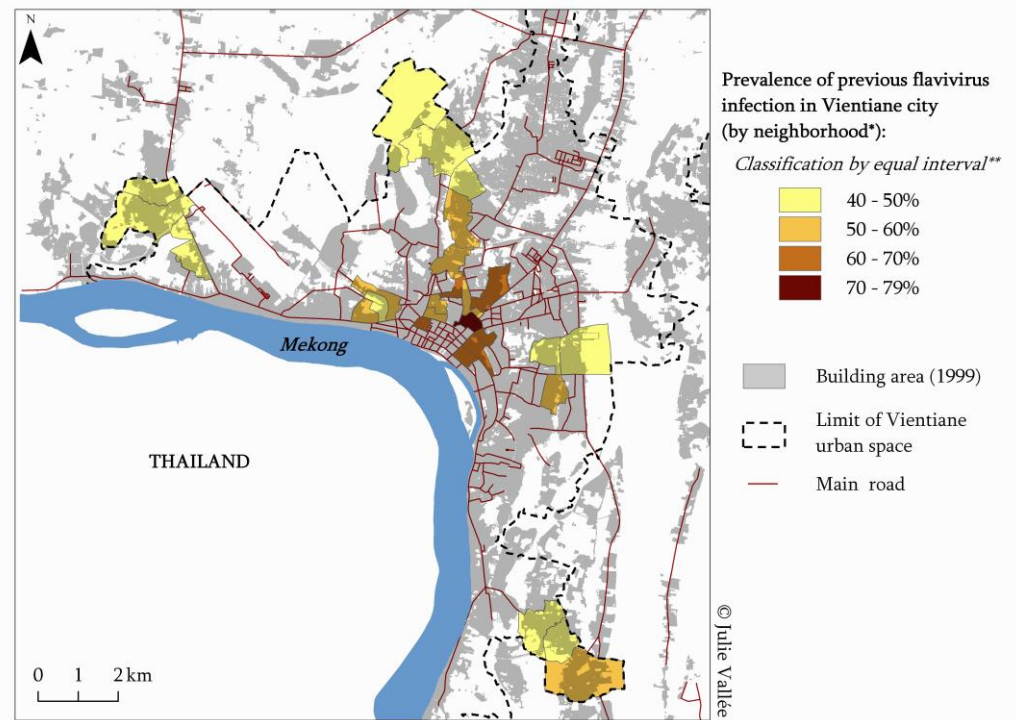 N
Prevalence of previous flavivirus
infection in Vientiane city
(by neighborhood*):
Classification by equal interval**
40 - 50%
50 - 60%
60 - 70%
70 - 79%
Building area (1999)
Limit of Vientiane
urban space
Main road
Mekong
THAILAND
0 1 2 km
© Julie Vallée